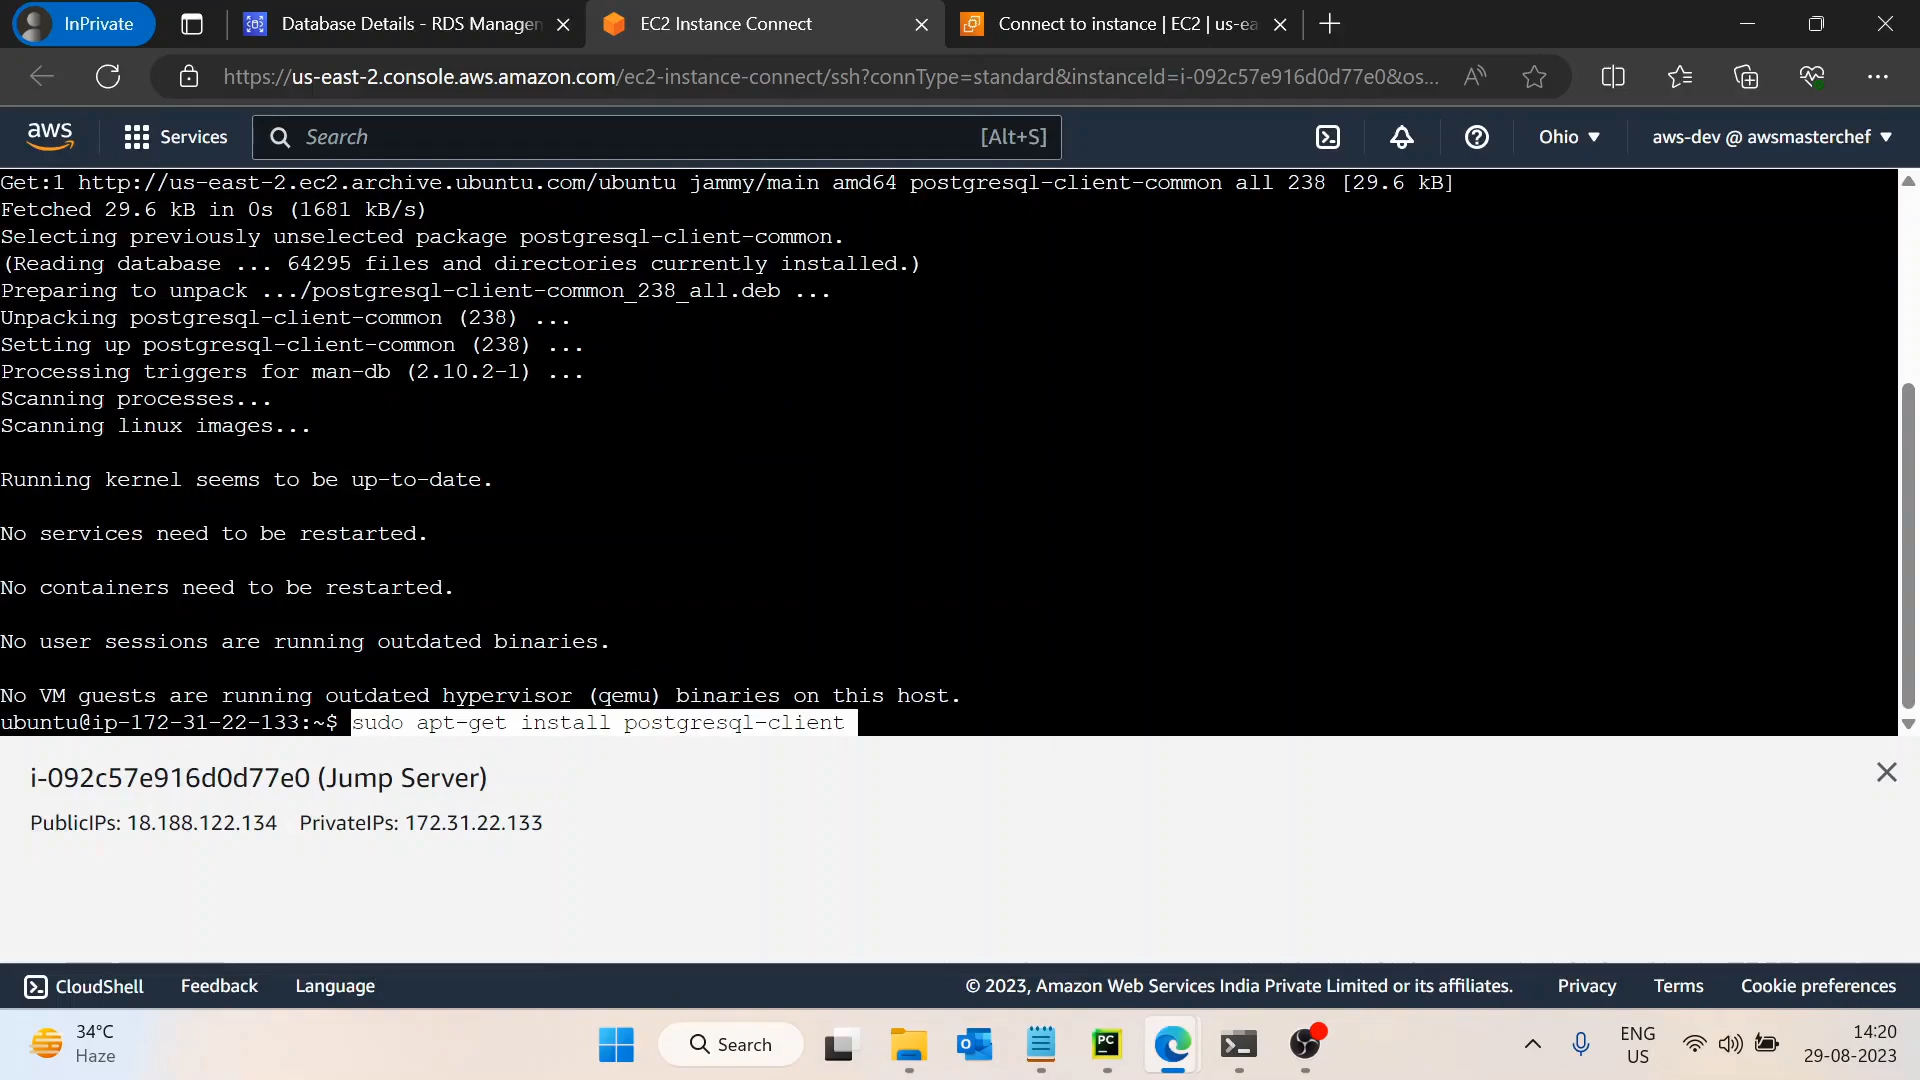 InPrivate
Database Details - RDS Managen
EC2 Instance Connect
Connect to instance | EC2 | us-ea
https://us-east-2.console.aws.amazon.com/ec2-instance-connect/ssh?connType=standard&instanceId=i-092c57e916d0d77e0&os...
aws
Services
Search
[Alt+S]
Ohio
aws-dev @ awsmasterchef
Get:1 http://us-east-2.ec2.archive.ubuntu.com/ubuntu jammy/main amd64 postgresql-client-common all 238 [29.6 kB]
Fetched 29.6 kB in 0s (1681 kB/s)
Selecting previously unselected package postgresql-client-common.
(Reading database ... 64295 files and directories currently installed.)
Preparing to unpack .../postgresql-client-common_238_all.deb ...
Unpacking postgresql-client-common (238) ...
Setting up postgresql-client-common (238) ...
Processing triggers for man-db (2.10.2-1) ...
Scanning processes...
Scanning linux images...
Running kernel seems to be up-to-date.
No services need to be restarted.
No containers need to be restarted.
No user sessions are running outdated binaries.
No VM guests are running outdated hypervisor (qemu) binaries on this host.
ubuntu@ip-172-31-22-133:~$ sudo apt-get install postgresql-client
i-092c57e916d0d77e0 (Jump Server)
PublicIPs: 18.188.122.134 PrivateIPs: 172.31.22.133
CloudShell
Feedback
Language
© 2023, Amazon Web Services India Private Limited or its affiliates.
Privacy
Terms
Cookie preferences
34°C
Haze
Search
PC
ENG
US
14:20
29-08-2023